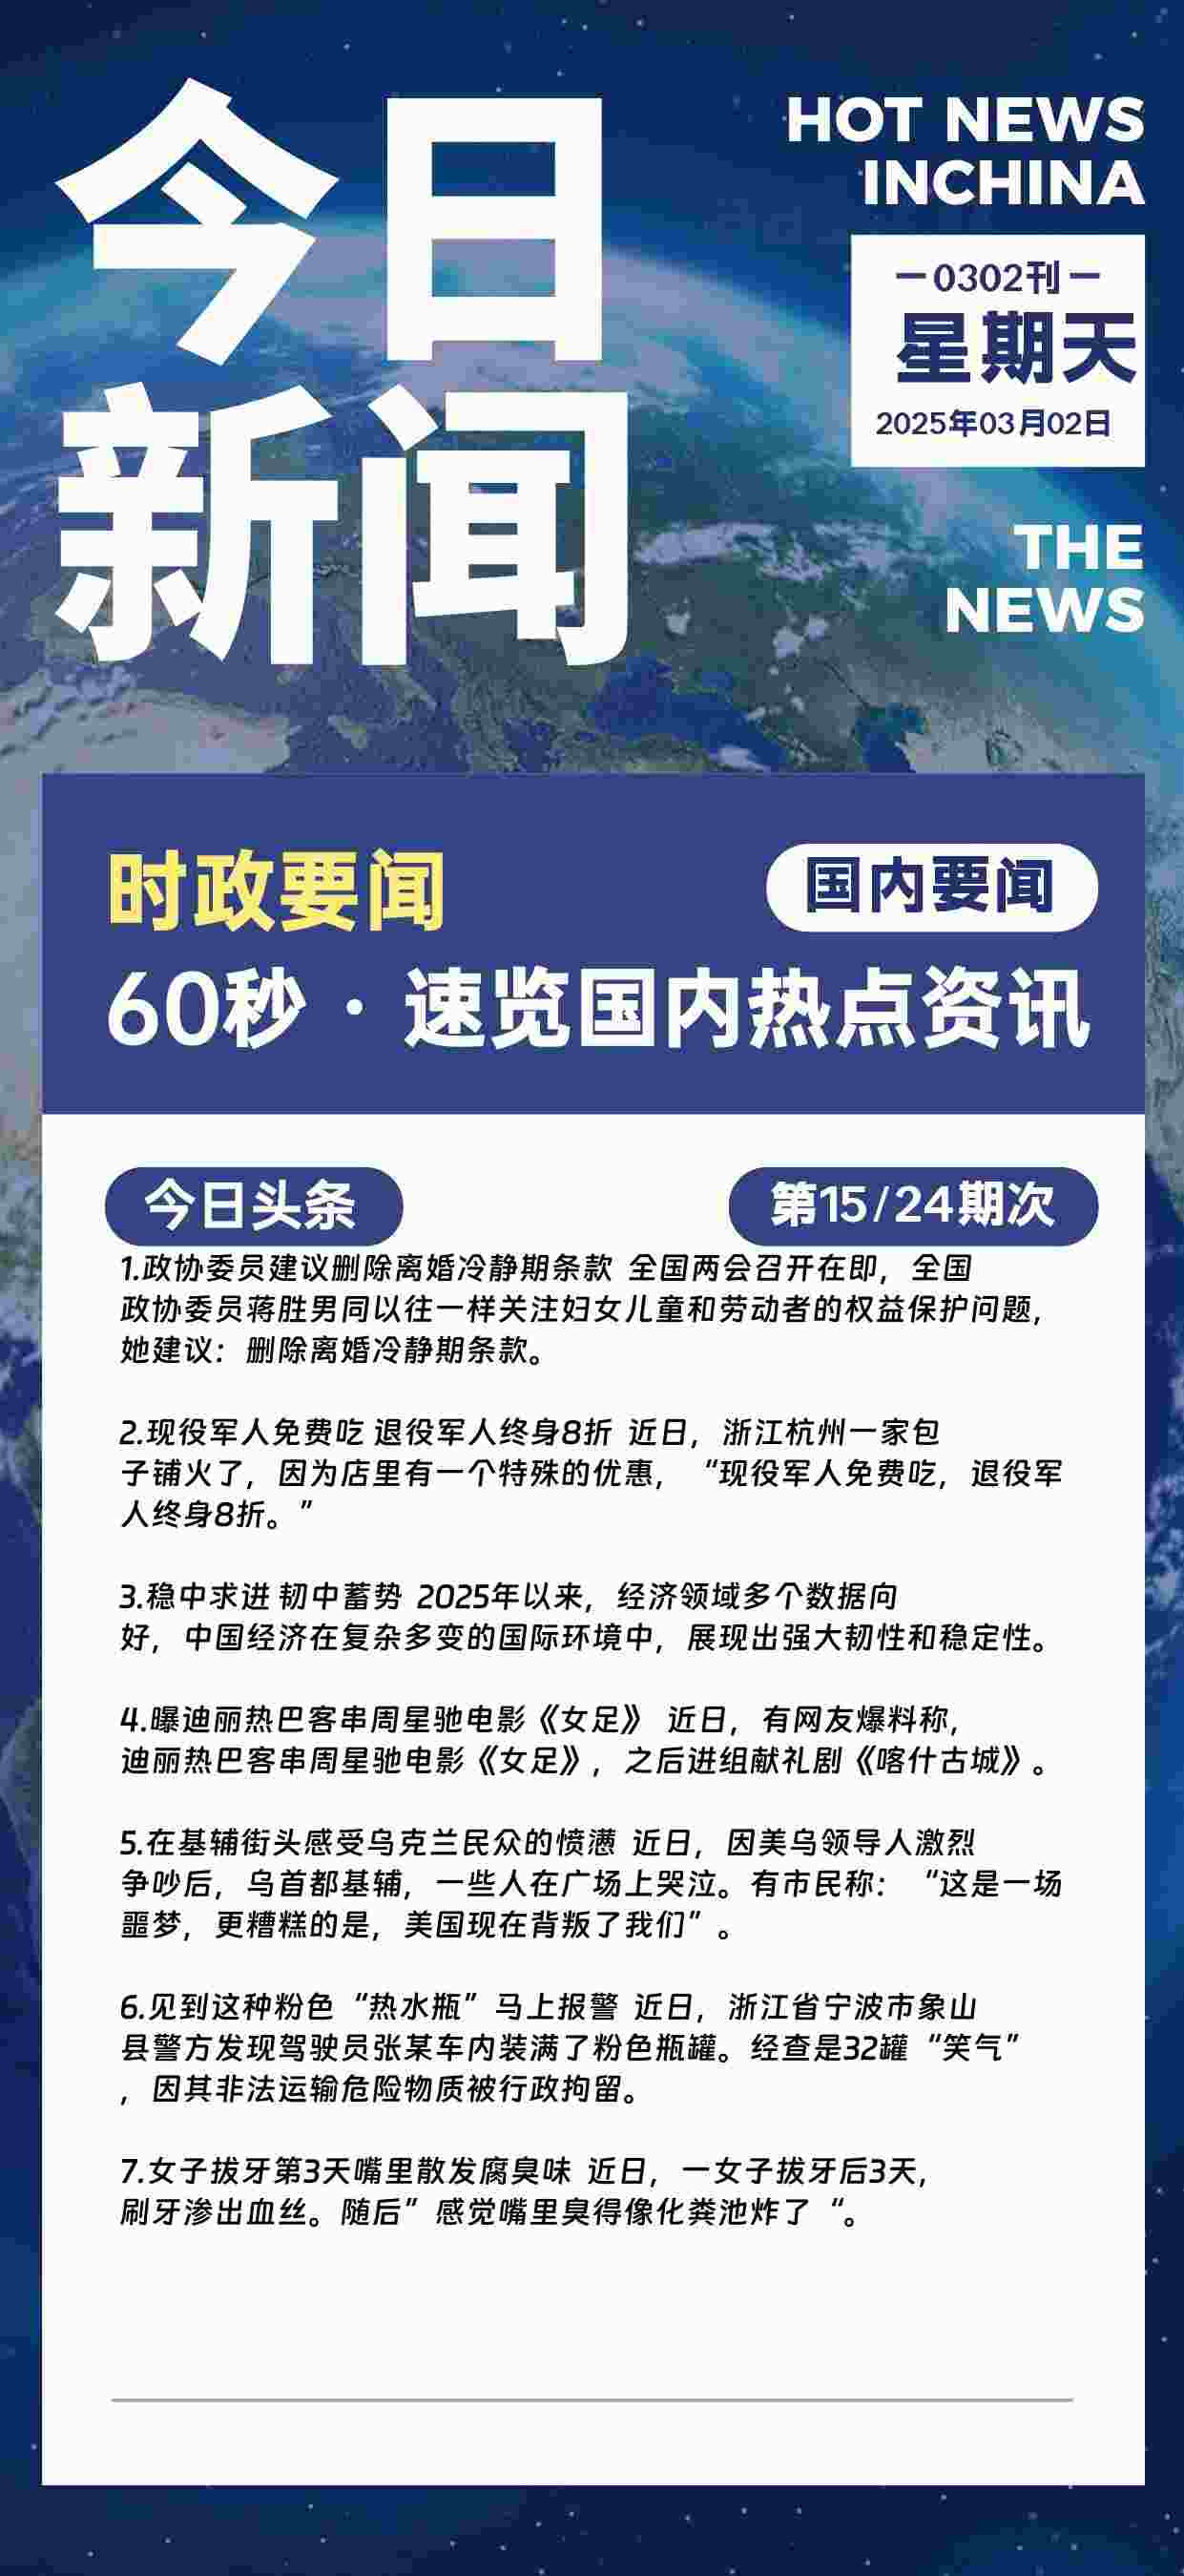 今日
新闻
HOT NEWS
INCHINA
—0302刊—
星期天
2025年03月02日
THE
NEWS
时政要闻
国内要闻
60秒·速览国内热点资讯
今日头条
第15/24期次
1.政协委员建议删除离婚冷静期条款 全国两会召开在即，全国
政协委员蒋胜男同以往一样关注妇女儿童和劳动者的权益保护问题，
她建议：删除离婚冷静期条款。
2.现役军人免费吃 退役军人终身8折 近日，浙江杭州一家包
子铺火了，因为店里有一个特殊的优惠，“现役军人免费吃，退役军
人终身8折。”
3.稳中求进 韧中蓄势 2025年以来，经济领域多个数据向
好，中国经济在复杂多变的国际环境中，展现出强大韧性和稳定性。
4.曝迪丽热巴客串周星驰电影《女足》 近日，有网友爆料称，
迪丽热巴客串周星驰电影《女足》，之后进组献礼剧《喀什古城》。
5.在基辅街头感受乌克兰民众的愤懑 近日，因美乌领导人激烈
争吵后，乌首都基辅，一些人在广场上哭泣。有市民称：“这是一场
噩梦，更糟糕的是，美国现在背叛了我们”。
6.见到这种粉色“热水瓶”马上报警 近日，浙江省宁波市象山
县警方发现驾驶员张某车内装满了粉色瓶罐。经查是32罐“笑气”
，因其非法运输危险物质被行政拘留。
7.女子拔牙第3天嘴里散发腐臭味 近日，一女子拔牙后3天，
刷牙渗出血丝。随后”感觉嘴里臭得像化粪池炸了“。